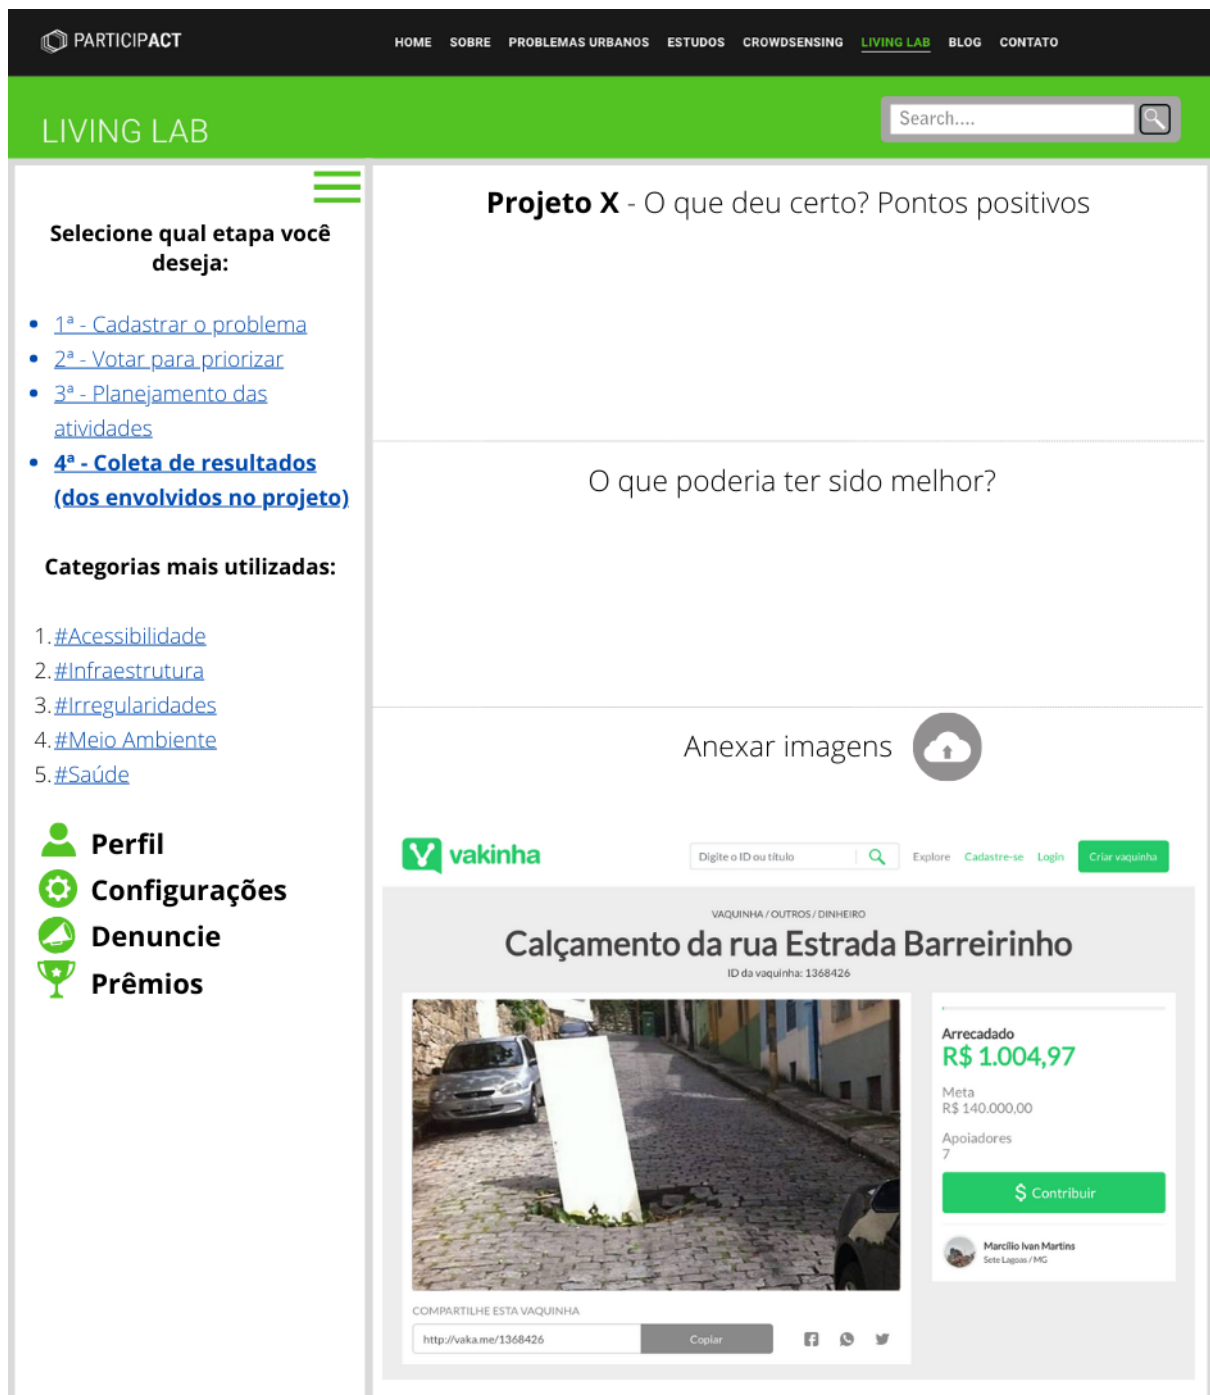 PARTICIPACT
HOME SOBRE PROBLEMAS URBANOS ESTUDOS CROWDSENSING LIVING LAB BLOG CONTATO
LIVING LAB
Search....
Selecione qual etapa você
deseja:
1ª - Cadastrar o problema
2ª - Votar para priorizar
3ª - Planejamento das
atividades
4ª - Coleta de resultados
(dos envolvidos no projeto)
Categorias mais utilizadas:
1. #Acessibilidade
2. #Infraestrutura
3. #Irregularidades
4. #Meio Ambiente
5. #Saúde
Perfil
Configurações
Denuncie
Prêmios
Projeto X - O que deu certo? Pontos positivos
O que poderia ter sido melhor?
Anexar imagens
vakinha
Digite o ID ou título
Explore Cadastre-se Login Criar vaquinha
VAQUINHA / OUTROS / DINHEIRO
Calçamento da rua Estrada Barreirinho
ID da vaquinha: 1368426
Arrecadado
R$ 1.004,97
Meta
R$ 140.000,00
Apoiadores
7
$ Contribuir
Marcílio Ivan Martins
Sete Lagoas / MG
COMPARTILHE ESTA VAQUINHA
http://vaka.me/1368426 Copiar